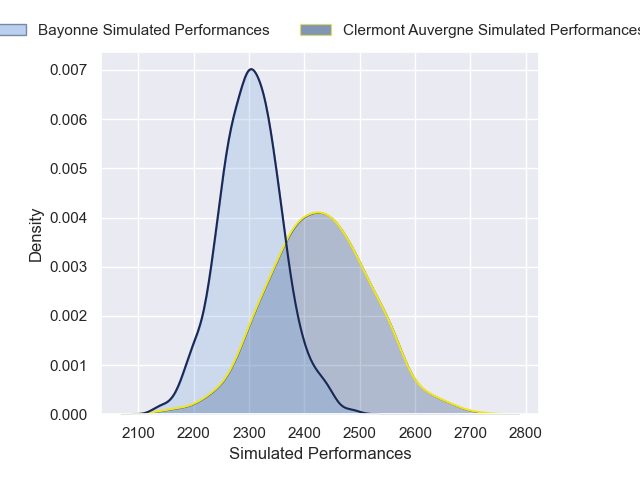 Bayonne Simulated Performances Clermont Auvergne Simulated Performances
0.007
0.006
0.005
0.004
0.003
0.002
0.001
0.000
Density
2100 2200 2300 2400 2500 2600 2700 2800
Simulated Performances